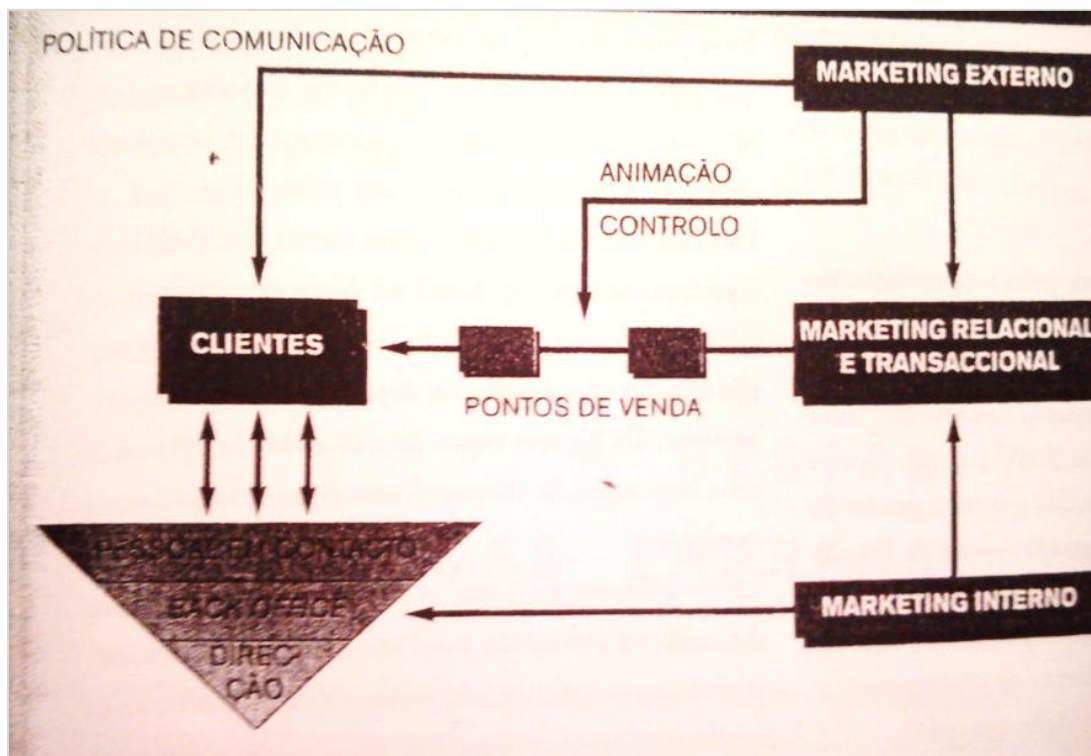 POLÍTICA DE COMUNICAÇÃO
MARKETING EXTERNO
ANIMAÇÃO
CONTROLO
CLIENTES
MARKETING RELACIONAL
E TRANSACCIONAL
PONTOS DE VENDA
PESSOAL EM CONTACTO
BACK OFFICE
MARKETING INTERNO
DIREC-
ÇÃO